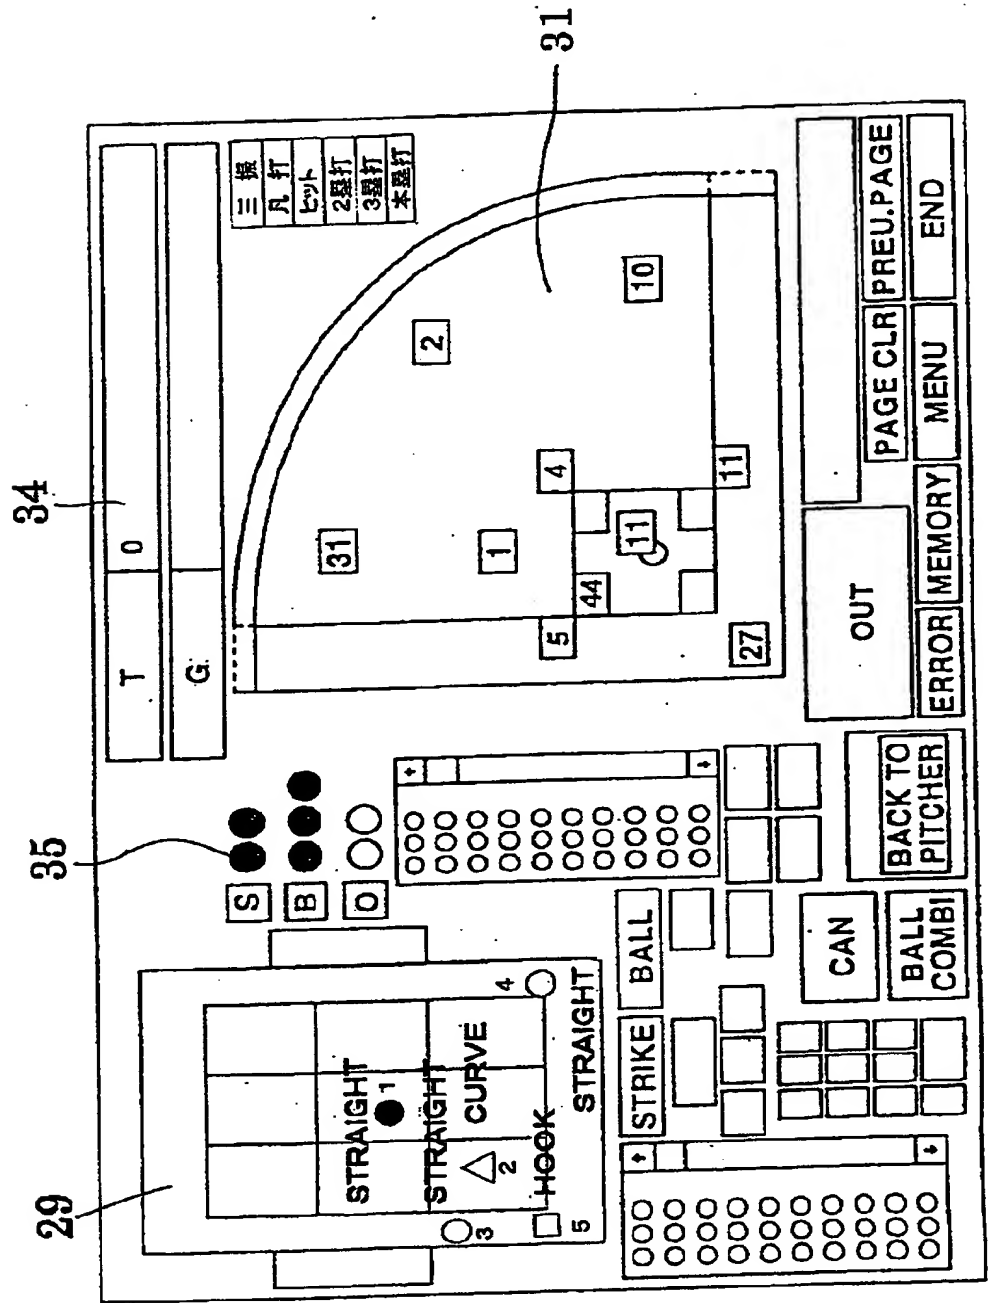 29
35
34
31
T
0
G
三 振
凡 打
ヒット
2塁打
3塁打
本塁打
S
B
O
STRAIGHT
1
STRAIGHT
CURVE
2
HOOK
3
4
5
STRAIGHT
31
2
1
4
10
5
44
11
11
27
↑
↓
↑
↓
STRIKE
BALL
CAN
BALL
COMBI
BACK TO
PITCHER
OUT
ERROR
MEMORY
PAGE CLR
PREU.PAGE
MENU
END